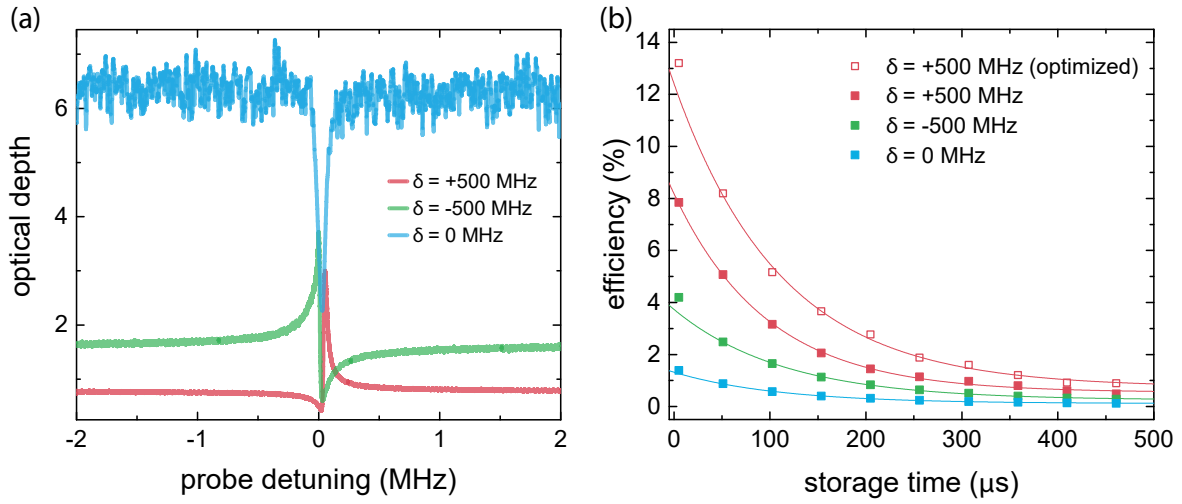 (a)
optical depth
6
4
2
δ = +500 MHz
δ = -500 MHz
δ = 0 MHz
-2 -1 0 1 2
probe detuning (MHz)
(b)
efficiency (%)
14
12
10
8
6
4
2
0
δ = +500 MHz (optimized)
δ = +500 MHz
δ = -500 MHz
δ = 0 MHz
0 100 200 300 400 500
storage time (µs)